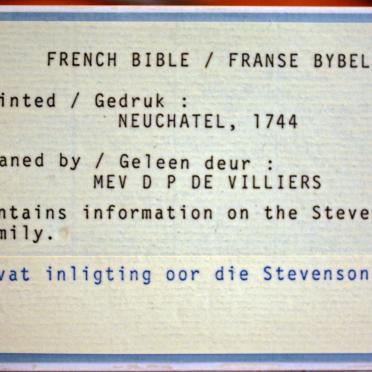 FRENCH BIBLE / FRANSE BYBEL
inted / Gedruk :
NEUCHATEL, 1744
aned by / Geleen deur :
MEV D P DE VILLIERS
ntains information on the Steve
mily.
vat inligting oor die Stevenson